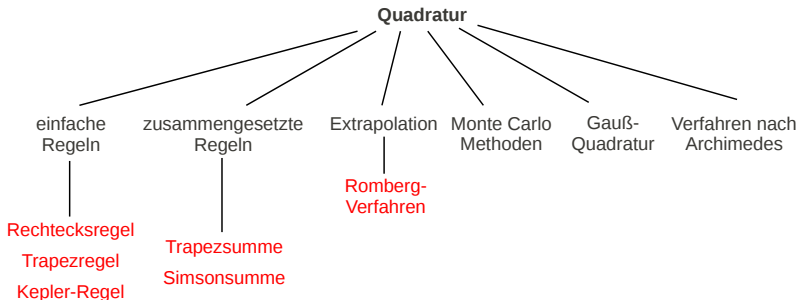 Quadratur
einfache
Regeln
zusammengesetzte
Regeln
Extrapolation
Monte Carlo
Methoden
Gauß-
Quadratur
Verfahren nach
Archimedes
Rechtecksregel
Trapezregel
Kepler-Regel
Trapezsumme
Simsonsumme
Romberg-
Verfahren